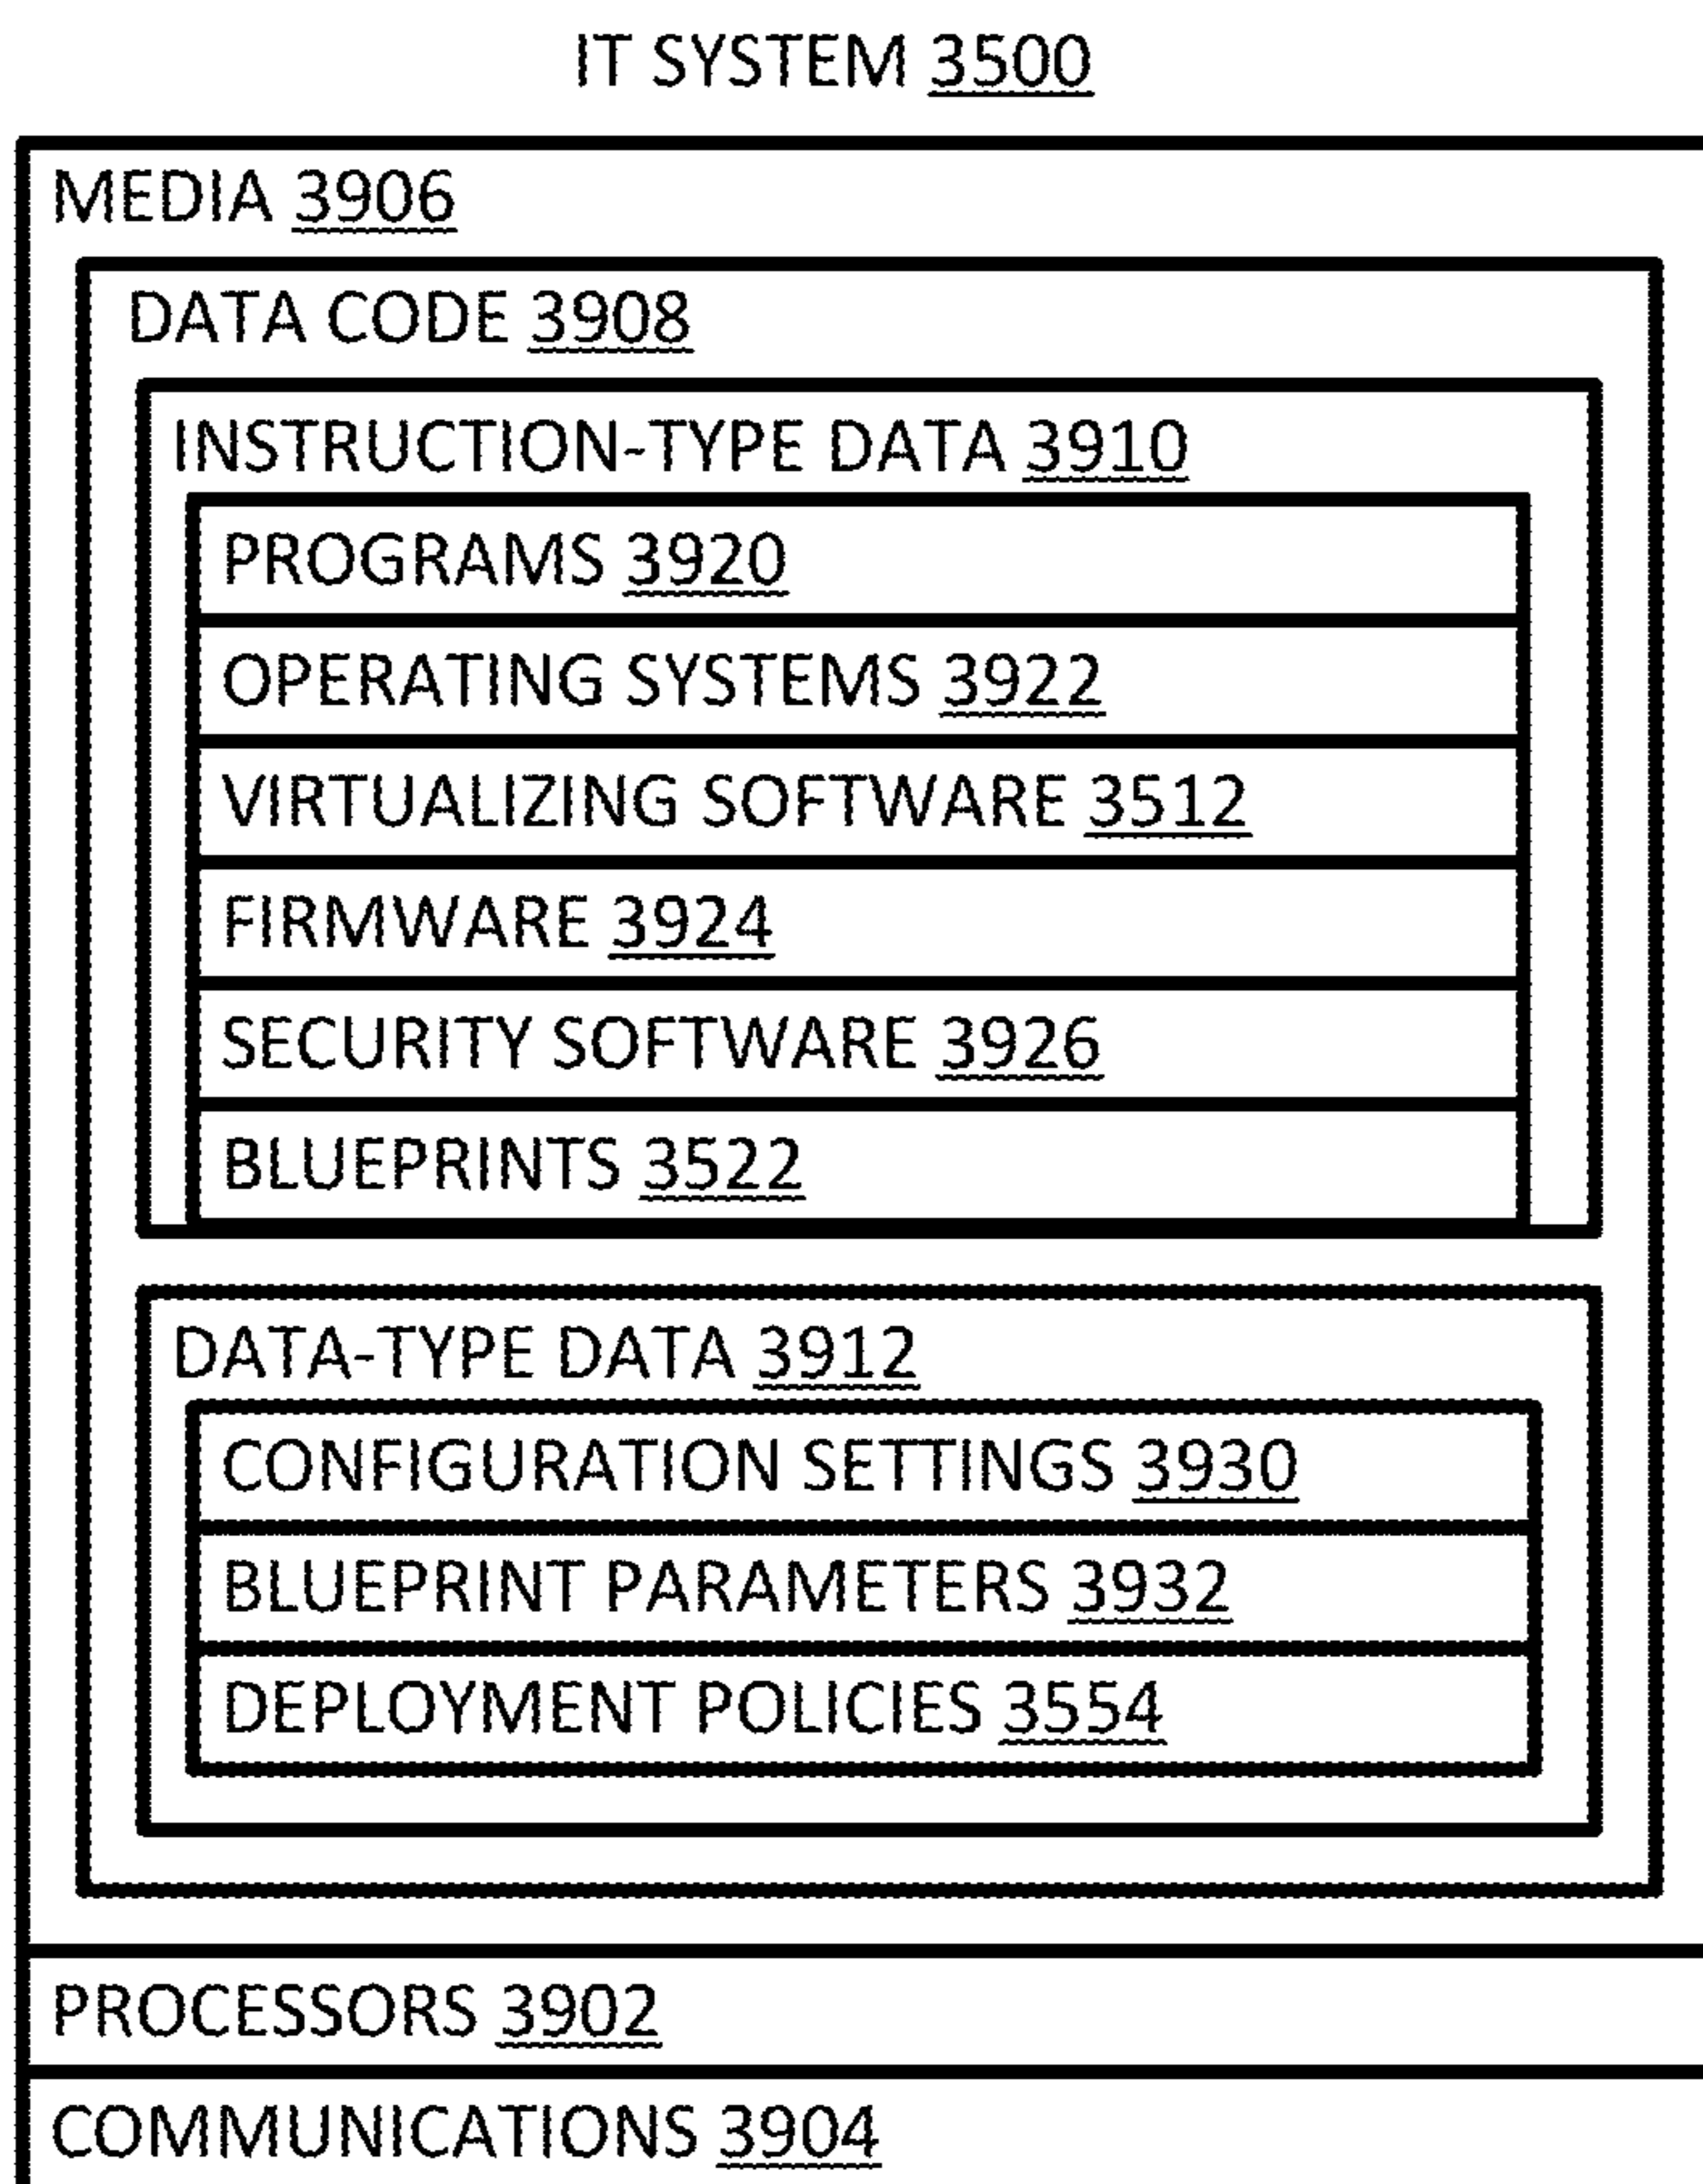 IT SYSTEM 3500
MEDIA 3906
DATA CODE 3908
INSTRUCTION-TYPE DATA 3910
PROGRAMS 3920
OPERATING SYSTEMS 3922
VIRTUALIZING SOFTWARE 3512
FIRMWARE 3924
SECURITY SOFTWARE 3926
BLUEPRINTS 3522
DATA-TYPE DATA 3912
CONFIGURATION SETTINGS 3930
BLUEPRINT PARAMETERS 3932
DEPLOYMENT POLICIES 3554
PROCESSORS 3902
COMMUNICATIONS 3904